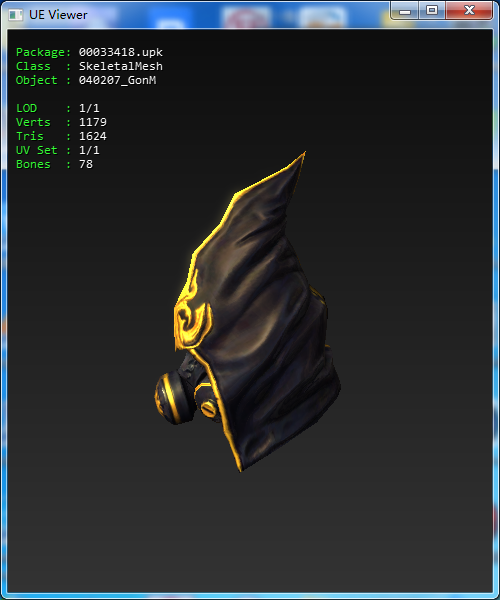 UE Viewer
Package: 00033418.upk
Class : SkeletalMesh
Object : 040207_GonM
LOD : 1/1
Verts : 1179
Tris : 1624
UV Set : 1/1
Bones : 78